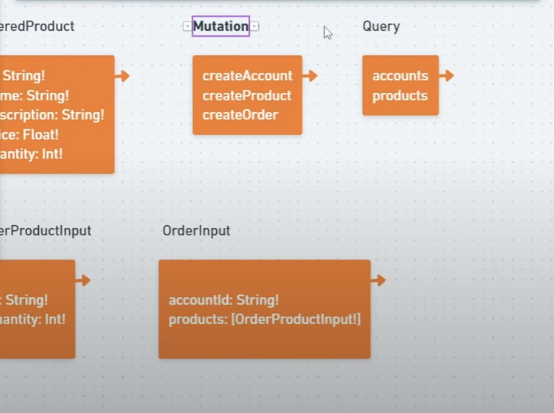 eredProduct
String!
me: String!
scription: String!
ice: Float!
antity: Int!
Mutation
createAccount
createProduct
createOrder
Query
accounts
products
erProductInput
: String!
uantity: Int!
OrderInput
accountId: String!
products: [OrderProductInput!]